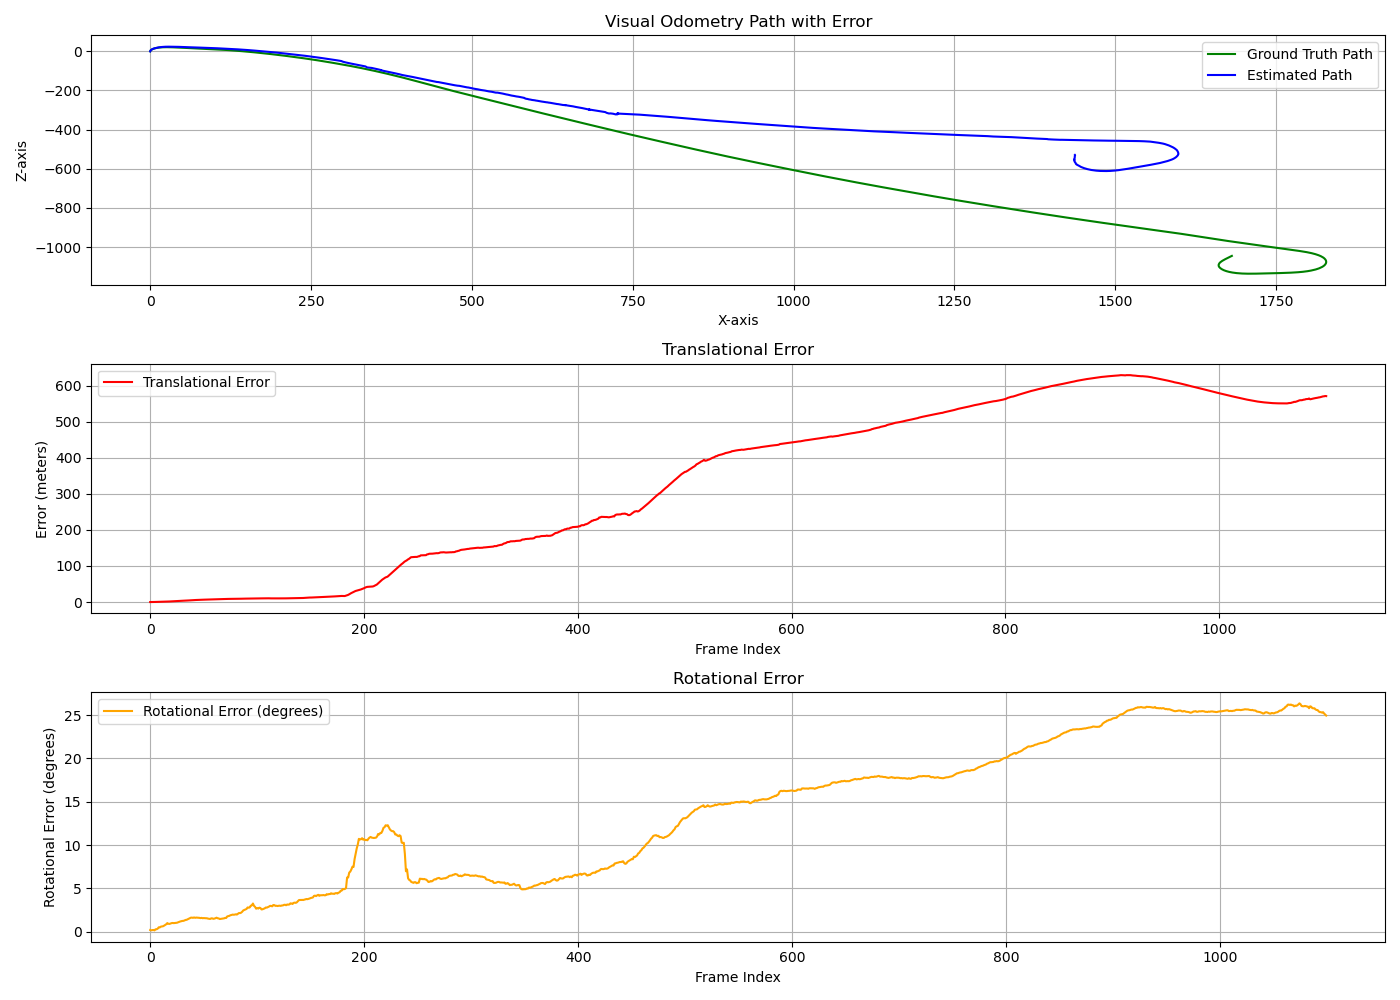 Visual Odometry Path with Error
Ground Truth Path
Estimated Path
Z-axis
0
−200
−400
−600
−800
−1000
0 250 500 750 1000 1250 1500 1750
X-axis
Translational Error
Translational Error
Error (meters)
600
500
400
300
200
100
0
0 200 400 600 800 1000
Frame Index
Rotational Error
Rotational Error (degrees)
Rotational Error (degrees)
25
20
15
10
5
0
0 200 400 600 800 1000
Frame Index